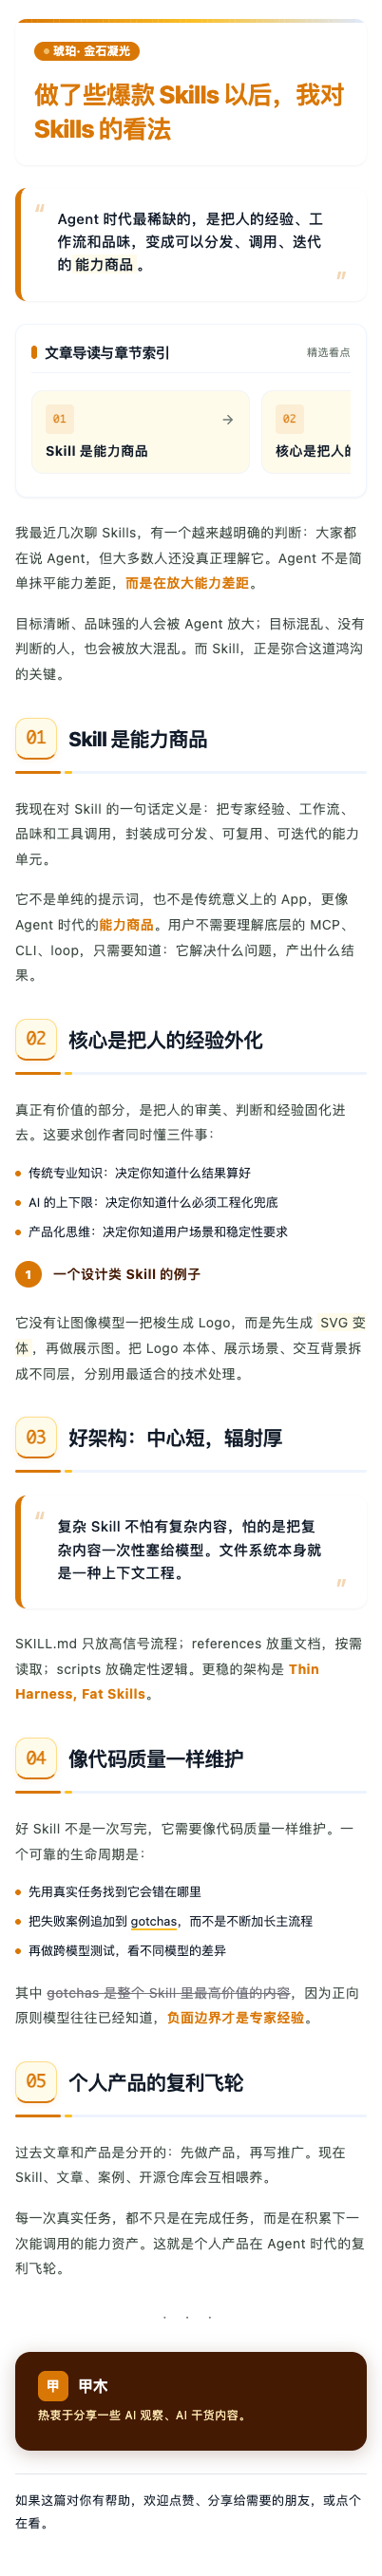 琥珀· 金石凝光
做了些爆款 Skills 以后，我对
Skills 的看法
"
Agent 时代最稀缺的，是把人的经验、工
作流和品味，变成可以分发、调用、迭代
的 能力商品 。
"
文章导读与章节索引
精选看点
01
→
Skill 是能力商品
02
核心是把人的
我最近几次聊 Skills，有一个越来越明确的判断：大家都
在说 Agent，但大多数人还没真正理解它。Agent 不是简
单抹平能力差距，而是在放大能力差距。
目标清晰、品味强的人会被 Agent 放大；目标混乱、没有
判断的人，也会被放大混乱。而 Skill，正是弥合这道鸿沟
的关键。
01 Skill 是能力商品
我现在对 Skill 的一句话定义是：把专家经验、工作流、
品味和工具调用，封装成可分发、可复用、可迭代的能力
单元。
它不是单纯的提示词，也不是传统意义上的 App，更像
Agent 时代的能力商品。用户不需要理解底层的 MCP、
CLI、loop，只需要知道：它解决什么问题，产出什么结
果。
02 核心是把人的经验外化
真正有价值的部分，是把人的审美、判断和经验固化进
去。这要求创作者同时懂三件事：
传统专业知识：决定你知道什么结果算好
AI 的上下限：决定你知道什么必须工程化兜底
产品化思维：决定你知道用户场景和稳定性要求
1 一个设计类 Skill 的例子
它没有让图像模型一把梭生成 Logo，而是先生成 SVG 变
体，再做展示图。把 Logo 本体、展示场景、交互背景拆
成不同层，分别用最适合的技术处理。
03 好架构：中心短，辐射厚
"
复杂 Skill 不怕有复杂内容，怕的是把复
杂内容一次性塞给模型。文件系统本身就
是一种上下文工程。
"
SKILL.md 只放高信号流程；references 放重文档，按需
读取；scripts 放确定性逻辑。更稳的架构是 Thin
Harness, Fat Skills。
04 像代码质量一样维护
好 Skill 不是一次写完，它需要像代码质量一样维护。一
个可靠的生命周期是：
先用真实任务找到它会错在哪里
把失败案例追加到 gotchas，而不是不断加长主流程
再做跨模型测试，看不同模型的差异
其中 gotchas 是整个 Skill 里最高价值的内容，因为正向
原则模型往往已经知道，负面边界才是专家经验。
05 个人产品的复利飞轮
过去文章和产品是分开的：先做产品，再写推广。现在
Skill、文章、案例、开源仓库会互相喂养。
每一次真实任务，都不只是在完成任务，而是在积累下一
次能调用的能力资产。这就是个人产品在 Agent 时代的复
利飞轮。
· · ·
甲 甲木
热衷于分享一些 AI 观察、AI 干货内容。
如果这篇对你有帮助，欢迎点赞、分享给需要的朋友，或点个
在看。